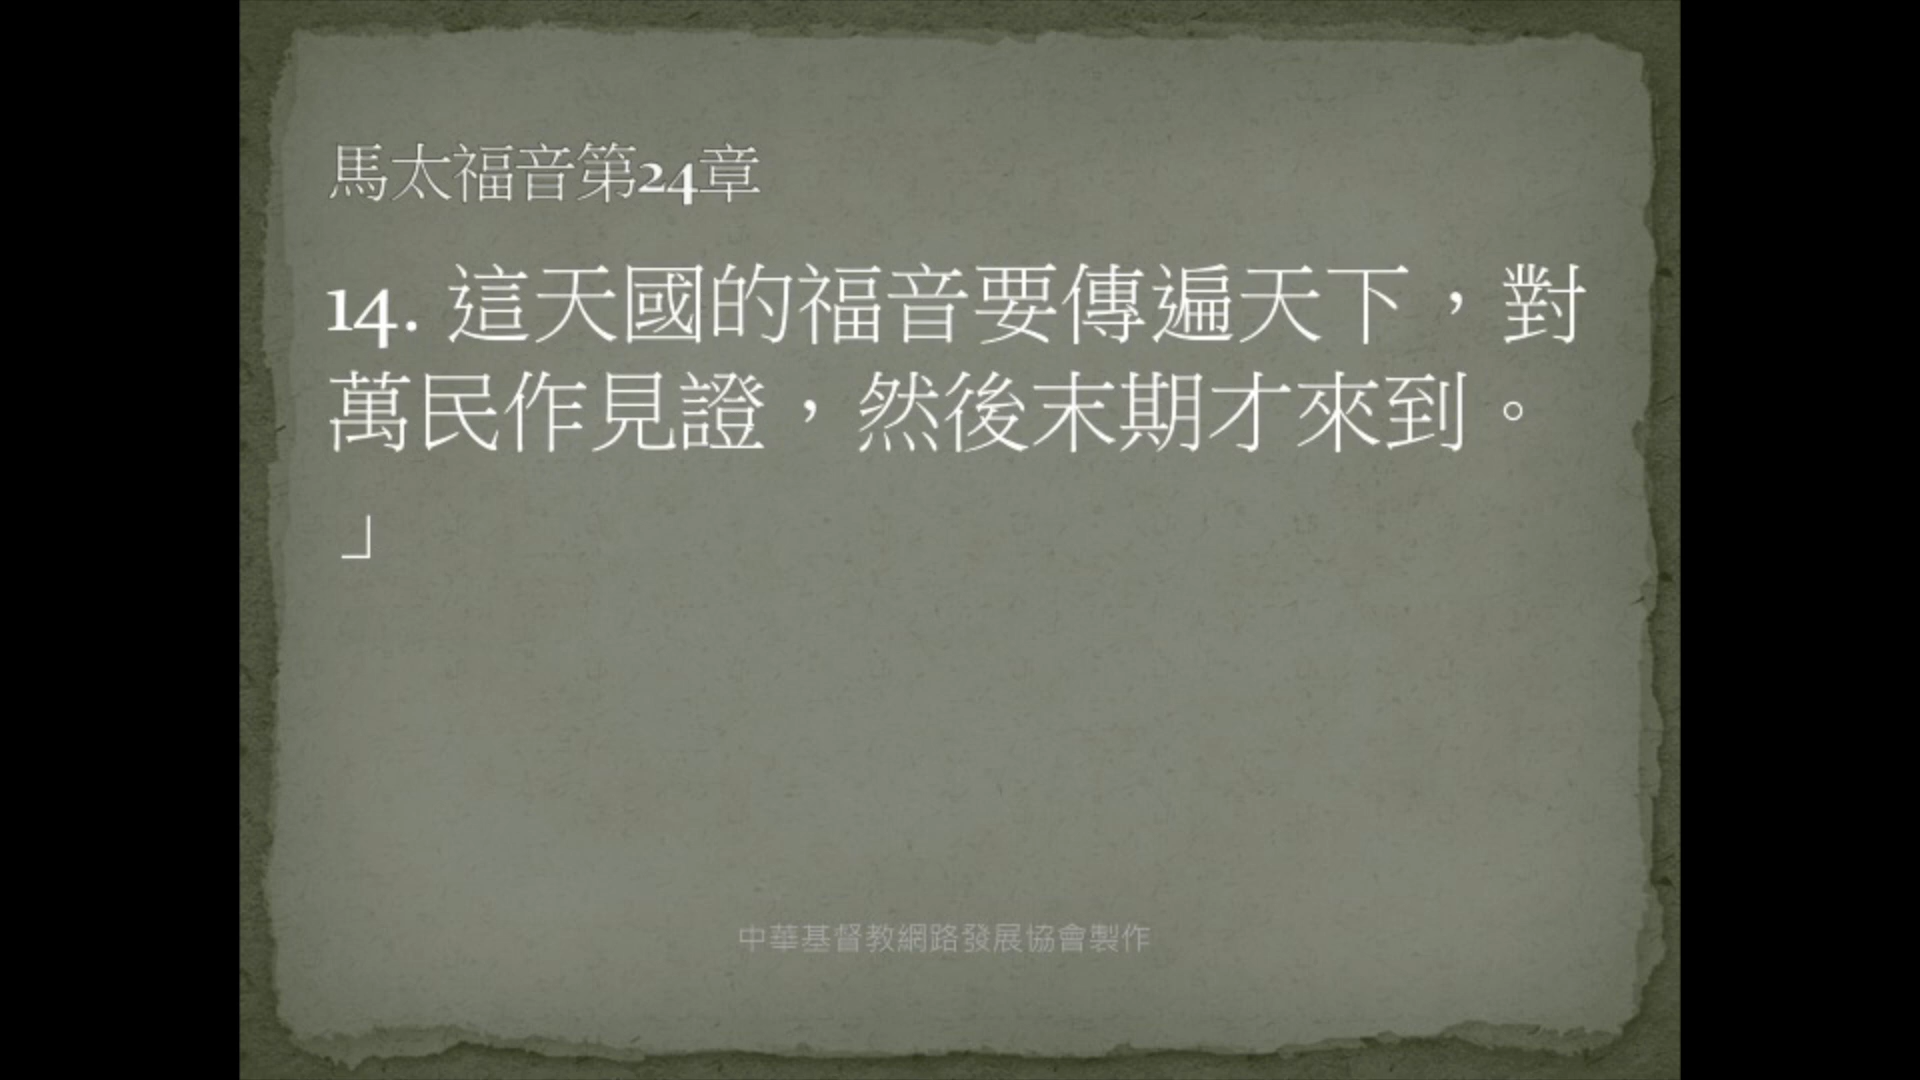 馬太福音第24章
14. 這天國的福音要傳遍天下，對
萬民作見證，然後末期才來到。
」
中華基督教網路發展協會製作